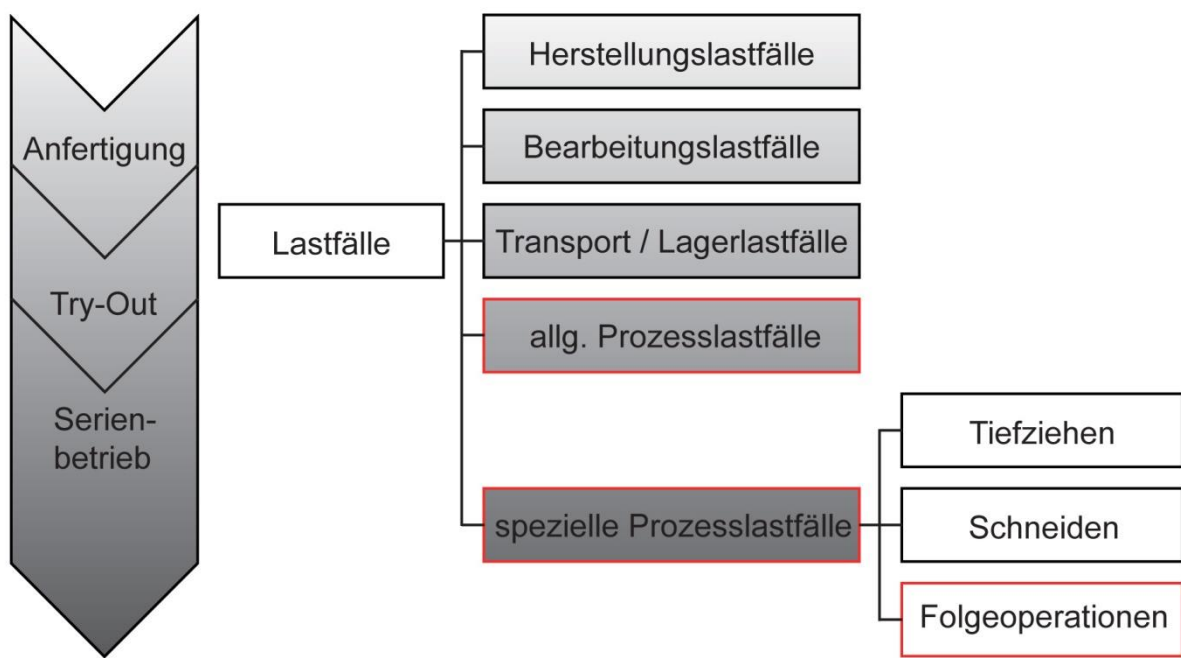 Anfertigung
Try-Out
Serien-
betrieb
Lastfälle
Herstellungslastfälle
Bearbeitungslastfälle
Transport / Lagerlastfälle
allg. Prozesslastfälle
spezielle Prozesslastfälle
Tiefziehen
Schneiden
Folgeoperationen